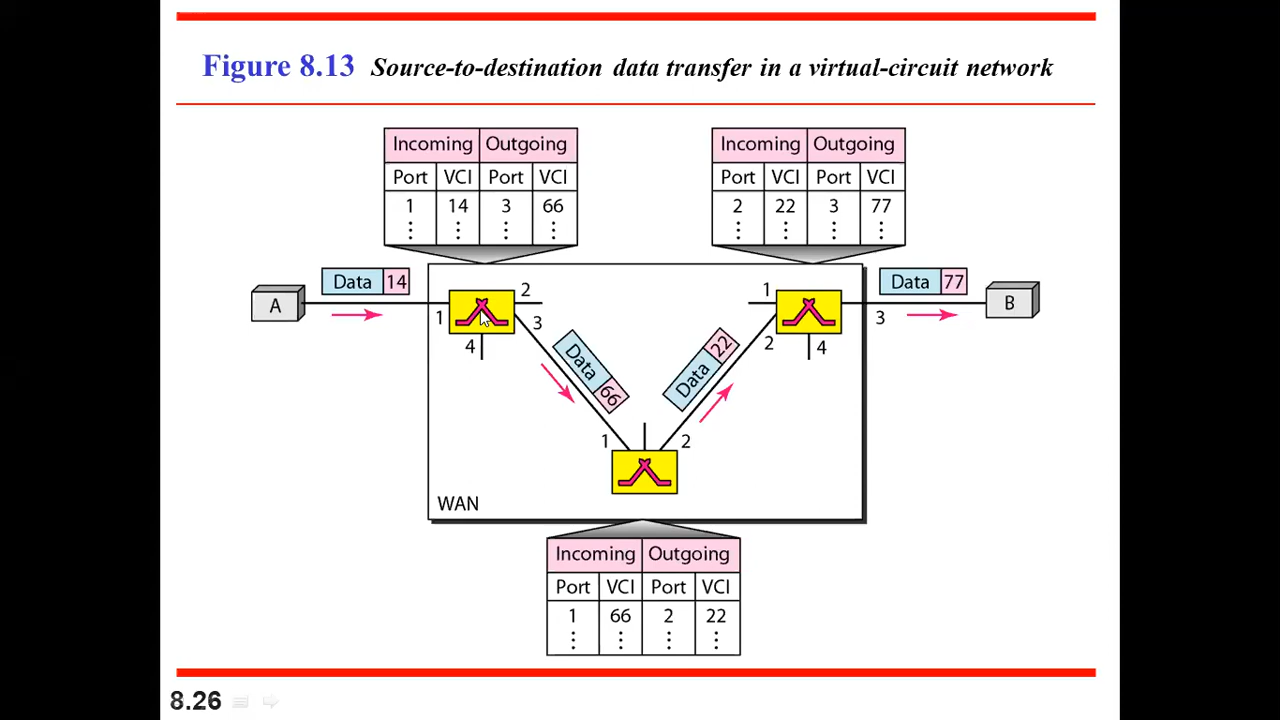 Figure 8.13 Source-to-destination data transfer in a virtual-circuit network
Incoming Outgoing
Port VCI Port VCI
1 14 3 66
⋮ ⋮ ⋮ ⋮
Incoming Outgoing
Port VCI Port VCI
2 22 3 77
⋮ ⋮ ⋮ ⋮
A
Data 14
1
2
3
4
Data 66
Data 22
1
2
4
3
Data 77
B
1
2
WAN
Incoming Outgoing
Port VCI Port VCI
1 66 2 22
⋮ ⋮ ⋮ ⋮
8.26